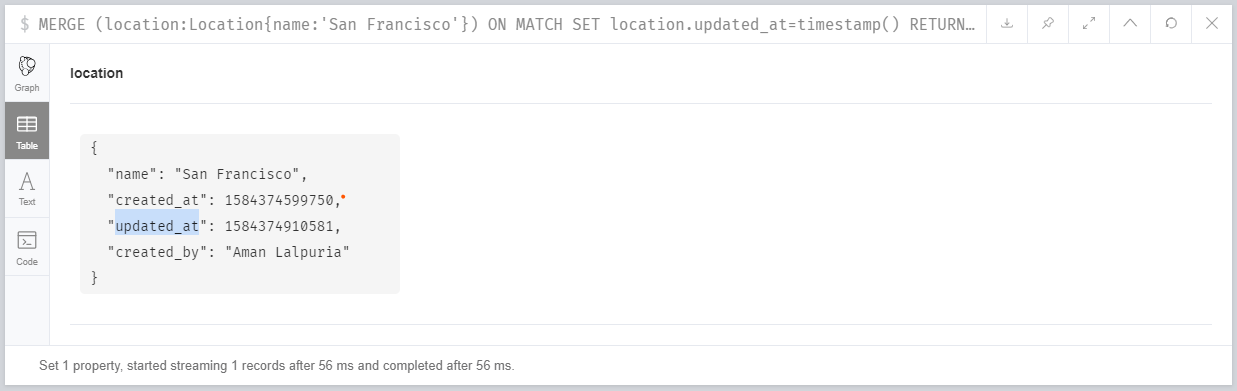 $ MERGE (location:Location{name:'San Francisco'}) ON MATCH SET location.updated_at=timestamp() RETURN…
Graph
Table
Text
Code
location
{
"name": "San Francisco",
"created_at": 1584374599750,
"updated_at": 1584374910581,
"created_by": "Aman Lalpuria"
}
Set 1 property, started streaming 1 records after 56 ms and completed after 56 ms.